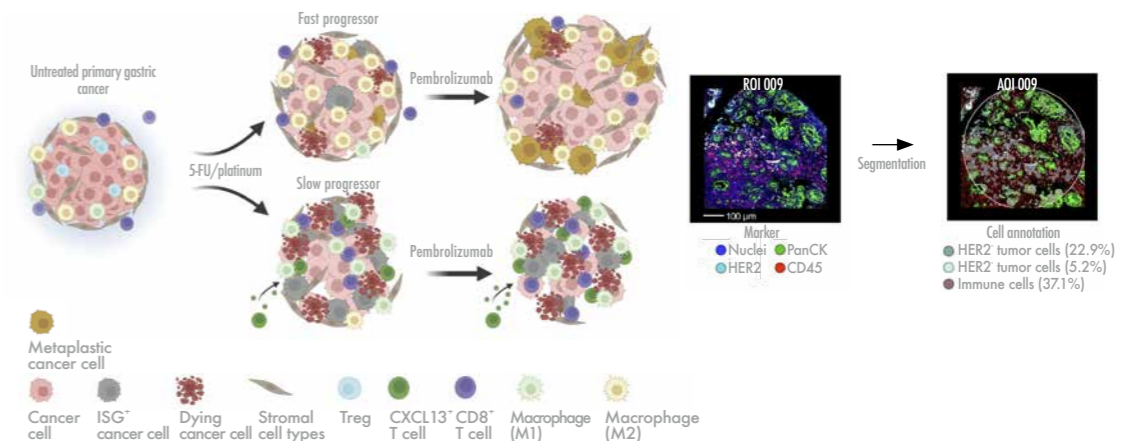 Fast progressor
Untreated primary gastric
cancer
Pembrolizumab
5-FU/platinum
Slow progressor
Pembrolizumab
ROI 009
100 µm
Segmentation
AOI 009
Marker
Nuclei
PanCK
HER2
CD45
Cell annotation
HER2⁻ tumor cells (22.9%)
HER2⁻ tumor cells (5.2%)
Immune cells (37.1%)
Metaplastic
cancer cell
Cancer
cell
ISG⁺
cancer cell
Dying
cancer cell
Stromal
cell types
Treg
CXCL13⁺
T cell
CD8⁺
T cell
Macrophage
(M1)
Macrophage
(M2)